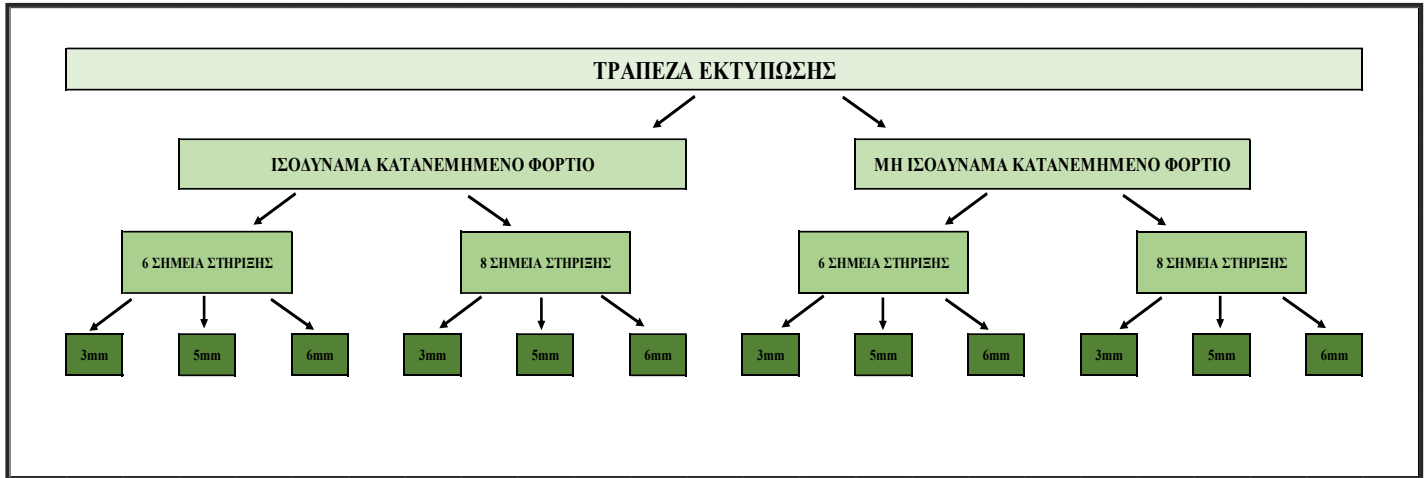 ΤΡΑΠΕΖΑ ΕΚΤΥΠΩΣΗΣ
ΙΣΟΔΥΝΑΜΑ ΚΑΤΑΝΕΜΗΜΕΝΟ ΦΟΡΤΙΟ
ΜΗ ΙΣΟΔΥΝΑΜΑ ΚΑΤΑΝΕΜΗΜΕΝΟ ΦΟΡΤΙΟ
6 ΣΗΜΕΙΑ ΣΤΗΡΙΞΗΣ
8 ΣΗΜΕΙΑ ΣΤΗΡΙΞΗΣ
6 ΣΗΜΕΙΑ ΣΤΗΡΙΞΗΣ
8 ΣΗΜΕΙΑ ΣΤΗΡΙΞΗΣ
3mm
5mm
6mm
3mm
5mm
6mm
3mm
5mm
6mm
3mm
5mm
6mm